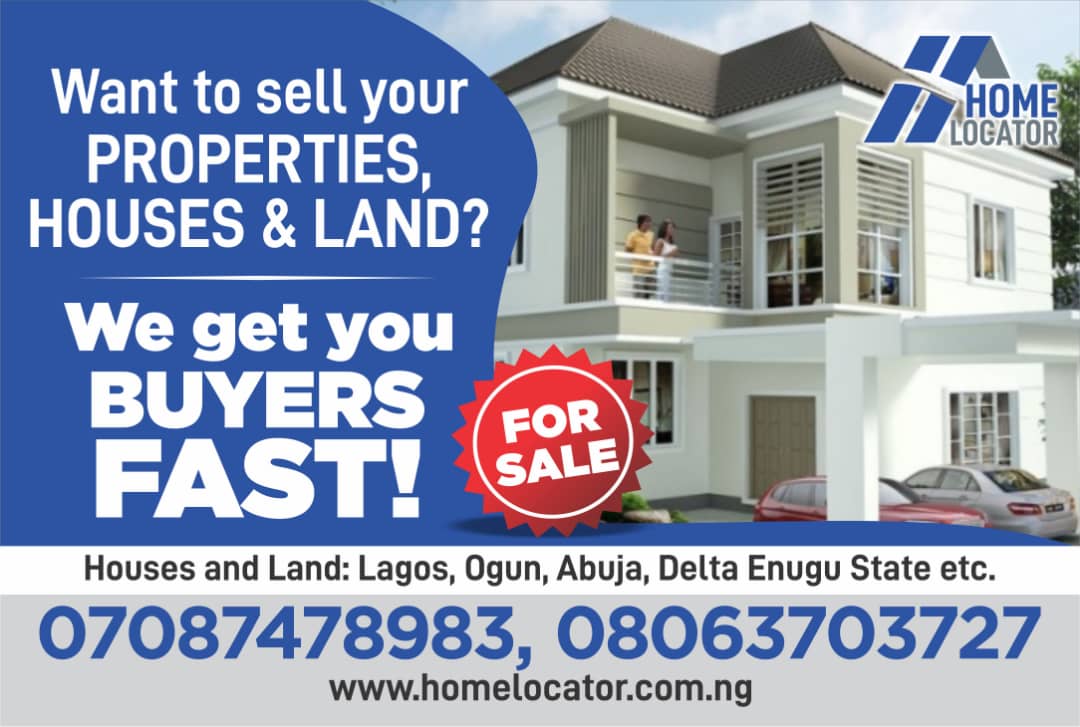 Want to sell your
PROPERTIES,
HOUSES & LAND?
We get you
BUYERS
FAST!
HOME
LOCATOR
FOR
SALE
Houses and Land: Lagos, Ogun, Abuja, Delta Enugu State etc.
07087478983, 08063703727
www.homelocator.com.ng